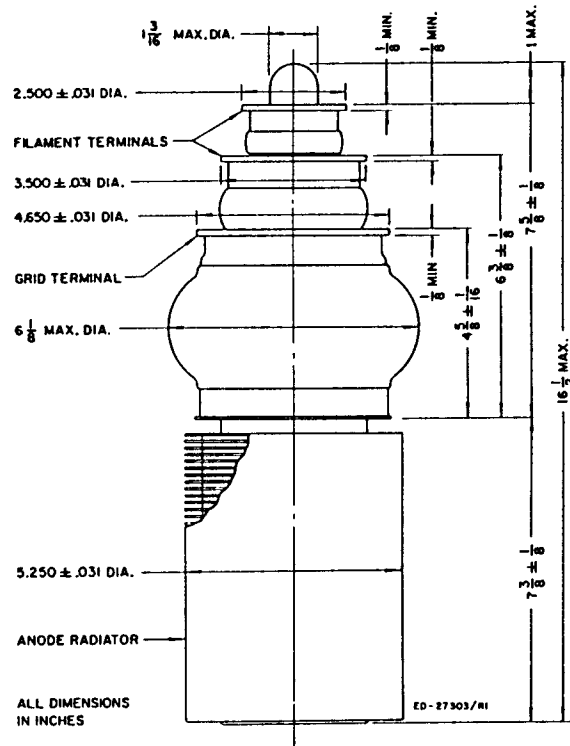 1 3/16 MAX. DIA.
1/8 MIN.
1/8 MIN.
1 MAX.
2.500 ± .031 DIA.
FILAMENT TERMINALS
3.500 ± .031 DIA.
4.650 ± .031 DIA.
GRID TERMINAL
1/8 MIN
4 5/8 ± 1/16
6 3/8 ± 1/8
7 5/8 ± 1/8
6 1/8 MAX. DIA.
16 1/2 MAX.
5.250 ± .031 DIA.
7 3/8 ± 1/8
ANODE RADIATOR
ALL DIMENSIONS
IN INCHES
ED-27303/R1